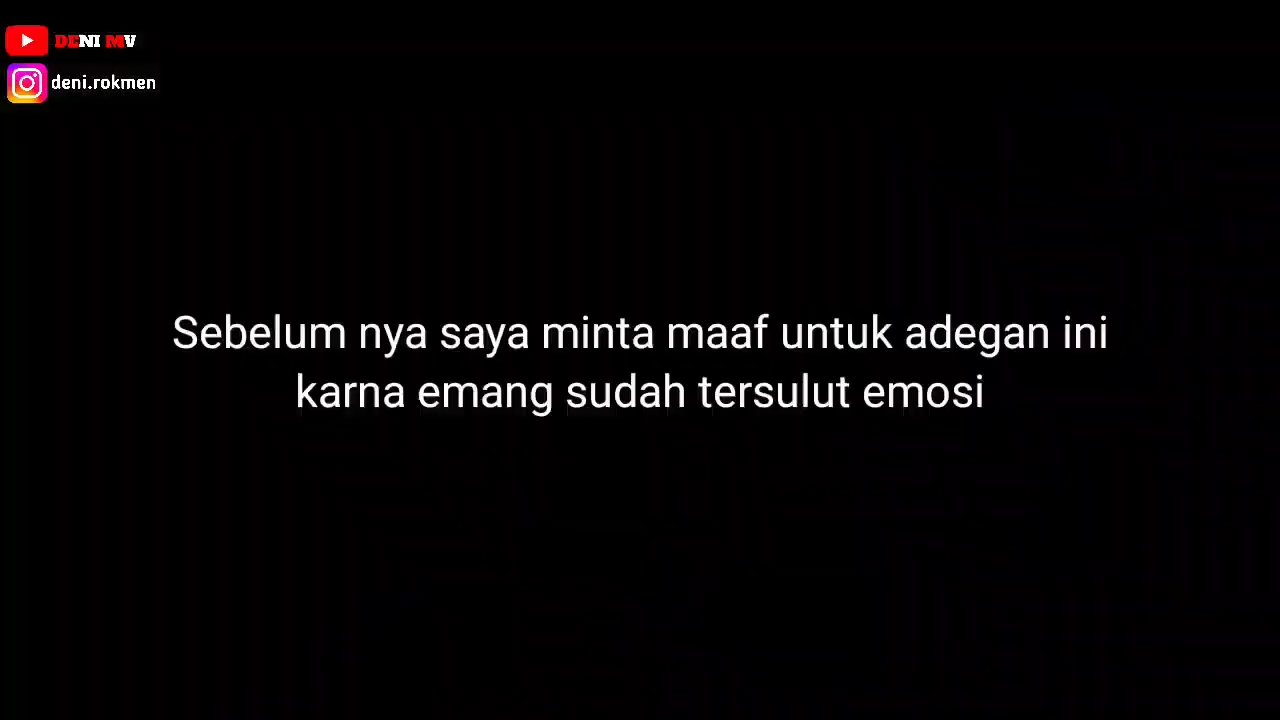 DENI MV
deni.rokmen
Sebelum nya saya minta maaf untuk adegan ini
karna emang sudah tersulut emosi